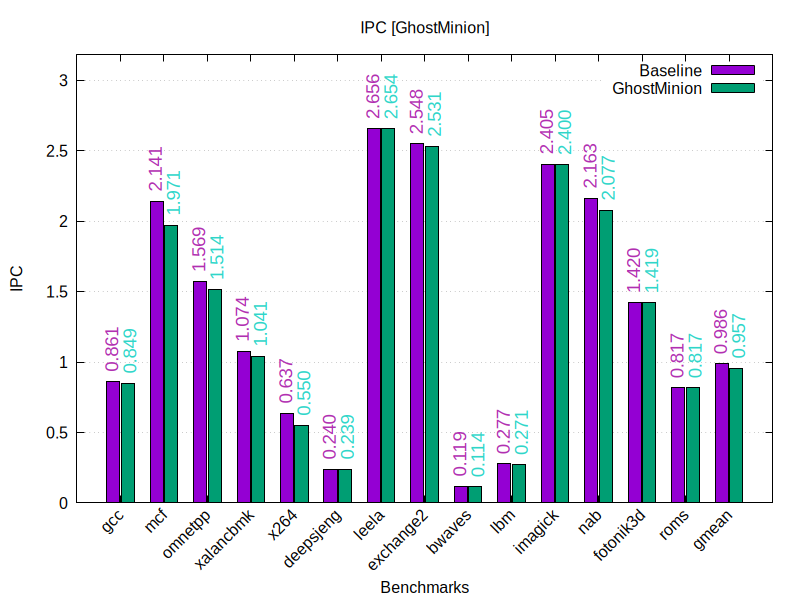 IPC [GhostMinion]
Baseline
GhostMinion
3
2.5
2
1.5
1
0.5
0
IPC
0.861
0.849
2.141
1.971
1.569
1.514
1.074
1.041
0.637
0.550
0.240
0.239
2.656
2.654
2.548
2.531
0.119
0.114
0.277
0.271
2.405
2.400
2.163
2.077
1.420
1.419
0.817
0.817
0.986
0.957
gcc
mcf
omnetpp
xalancbmk
x264
deepsjeng
leela
exchange2
bwaves
lbm
imagick
nab
fotonik3d
roms
gmean
Benchmarks